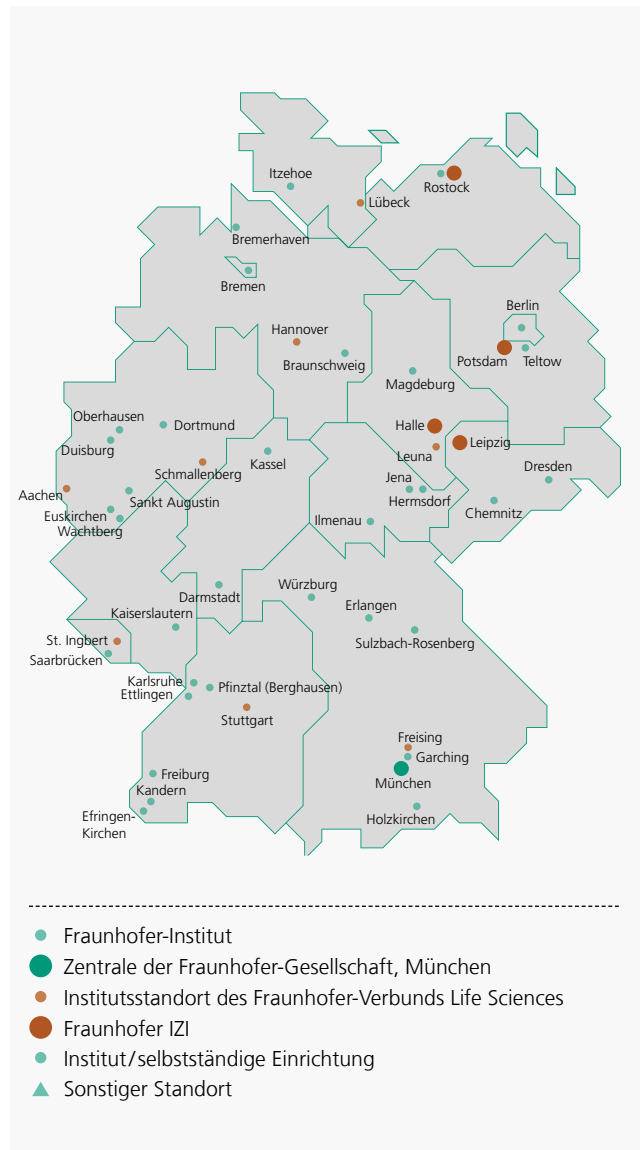 Itzehoe
Rostock
Lübeck
Bremerhaven
Bremen
Berlin
Hannover
Braunschweig
Potsdam
Teltow
Magdeburg
Oberhausen
Dortmund
Halle
Duisburg
Leipzig
Leuna
Kassel
Schmallenberg
Dresden
Jena
Aachen
Sankt Augustin
Hermsdorf
Euskirchen
Chemnitz
Ilmenau
Wachtberg
Würzburg
Darmstadt
Erlangen
Kaiserslautern
St. Ingbert
Sulzbach-Rosenberg
Saarbrücken
Karlsruhe
Pfinztal (Berghausen)
Ettlingen
Stuttgart
Freising
Garching
Freiburg
München
Kandern
Efringen-
Kirchen
Holzkirchen
Fraunhofer-Institut
Zentrale der Fraunhofer-Gesellschaft, München
Institutsstandort des Fraunhofer-Verbunds Life Sciences
Fraunhofer IZI
Institut/selbstständige Einrichtung
Sonstiger Standort